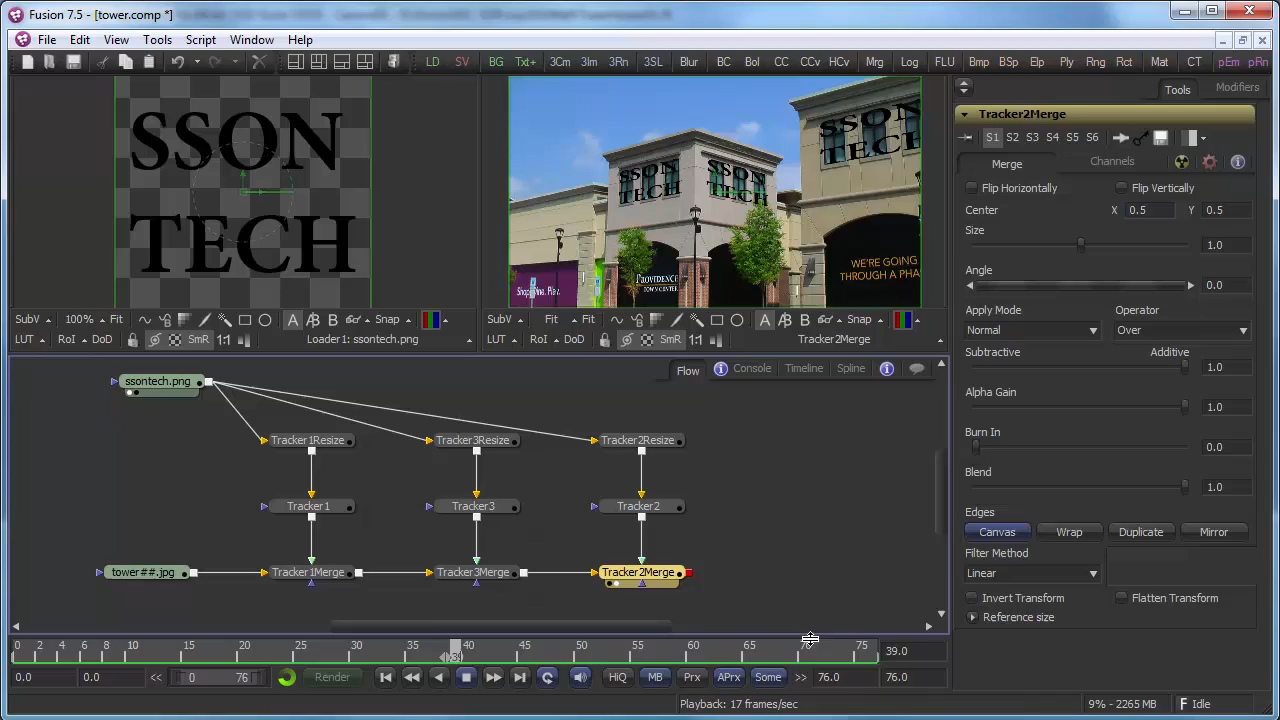 Fusion 7.5 - [tower.comp *]
File Edit View Tools Script Window Help
LD SV BG Txt+ 3Cm 3Im 3Rn 3SL Blur BC Bol CC CCv HCv Mrg Log FLU Bmp BSp Elp Ply Rng Rct Mat CT pEm pRn
SSON
TECH
SSON
TECH
SSON
TECH
SSON
TECH
PROVIDENCE
TOWN CENTER
WE'RE GOING
THROUGH A PHA
SubV 100% Fit A B Snap
LUT RoI DoD SmR 1:1 Loader1: ssontech.png
SubV Fit Fit A B Snap
LUT RoI DoD SmR 1:1 Tracker2Merge
Flow Console Timeline Spline
ssontech.png
Tracker1Resize Tracker3Resize Tracker2Resize
Tracker1 Tracker3 Tracker2
tower##.jpg Tracker1Merge Tracker3Merge Tracker2Merge
Tools Modifiers
Tracker2Merge
S1 S2 S3 S4 S5 S6
Merge Channels
Flip Horizontally Flip Vertically
Center X 0.5 Y 0.5
Size
1.0
Angle
0.0
Apply Mode Operator
Normal Over
Subtractive Additive
1.0
Alpha Gain
1.0
Burn In
0.0
Blend
1.0
Edges
Canvas Wrap Duplicate Mirror
Filter Method
Linear
Invert Transform Flatten Transform
Reference size
0 2 4 6 8 10 15 20 25 30 35 39 45 50 55 60 65 70 75 39.0
0.0 0.0 << 0 76 Render HiQ MB Prx APrx Some >> 76.0 76.0
Playback: 17 frames/sec 9% - 2265 MB Idle